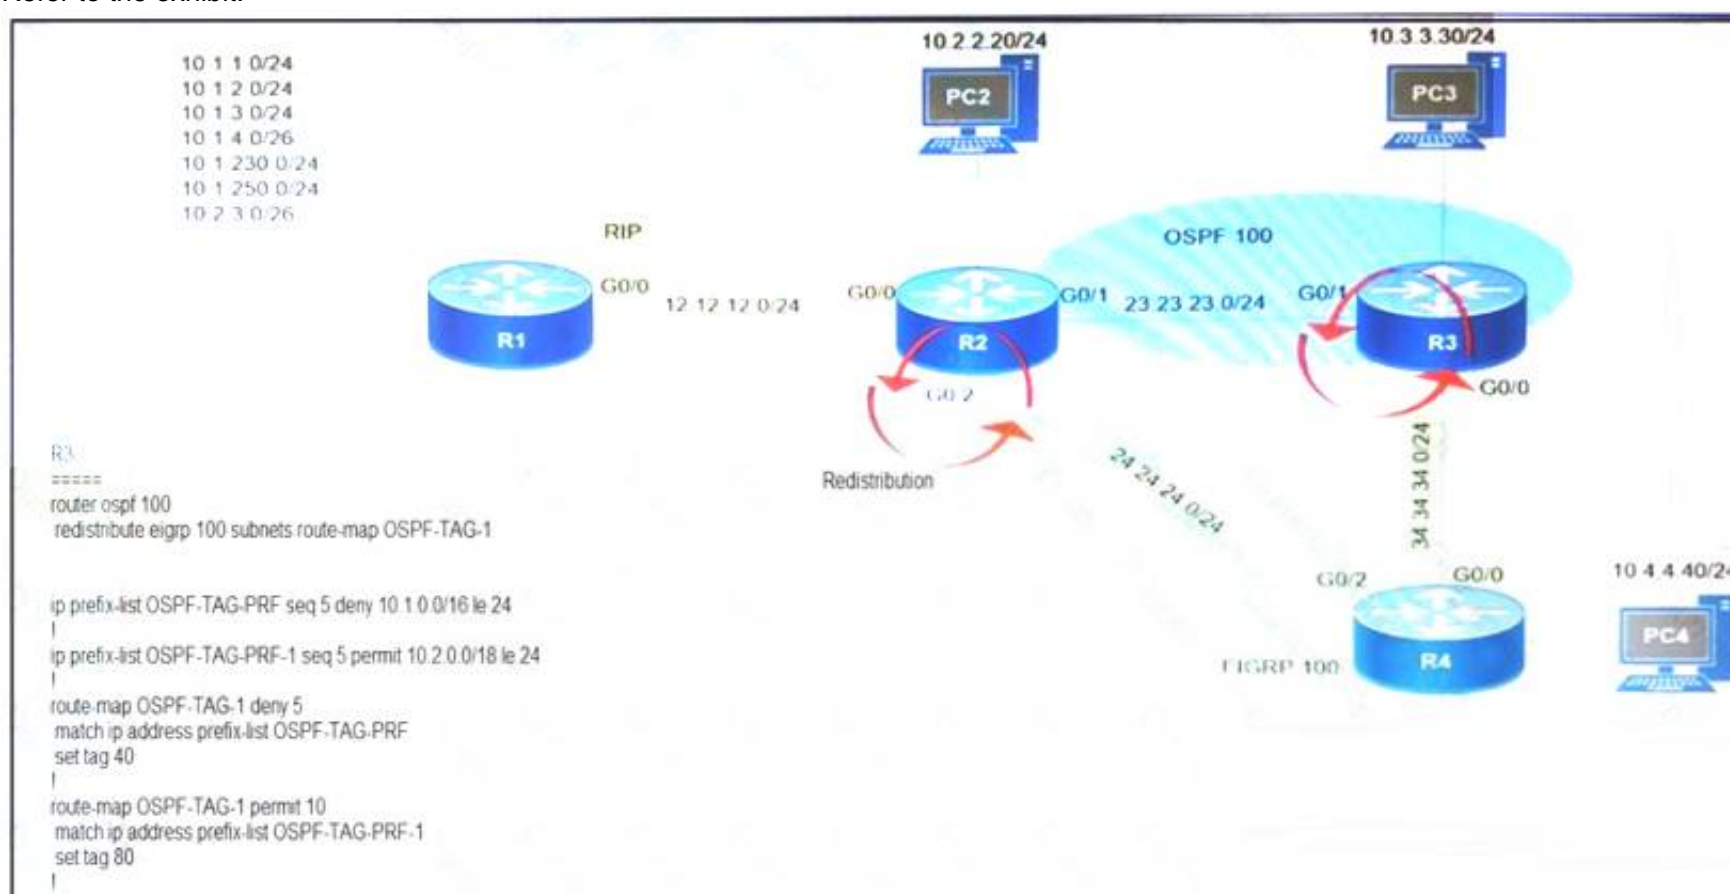 Refer to the exhibit.
10 1 1 0/24
10 1 2 0/24
10 1 3 0/24
10 1 4 0/26
10 1 230 0/24
10 1 250 0/24
10 2 3 0/26
10 2 2 20/24
10 3 3 30/24
PC2
PC3
RIP
OSPF 100
G0/0
12 12 12 0/24
G0/0
G0/1
23 23 23 0/24
G0/1
R1
R2
R3
G0/2
G0/0
Redistribution
24 24 24 0/24
34 34 34 0/24
G0/2
G0/0
10 4 4 40/24
PC4
EIGRP 100
R4
R3
=====
router ospf 100
redistribute eigrp 100 subnets route-map OSPF-TAG-1
ip prefix-list OSPF-TAG-PRF seq 5 deny 10.1.0.0/16 le 24
!
ip prefix-list OSPF-TAG-PRF-1 seq 5 permit 10.2.0.0/18 le 24
!
route-map OSPF-TAG-1 deny 5
match ip address prefix-list OSPF-TAG-PRF
set tag 40
!
route-map OSPF-TAG-1 permit 10
match ip address prefix-list OSPF-TAG-PRF-1
set tag 80
!